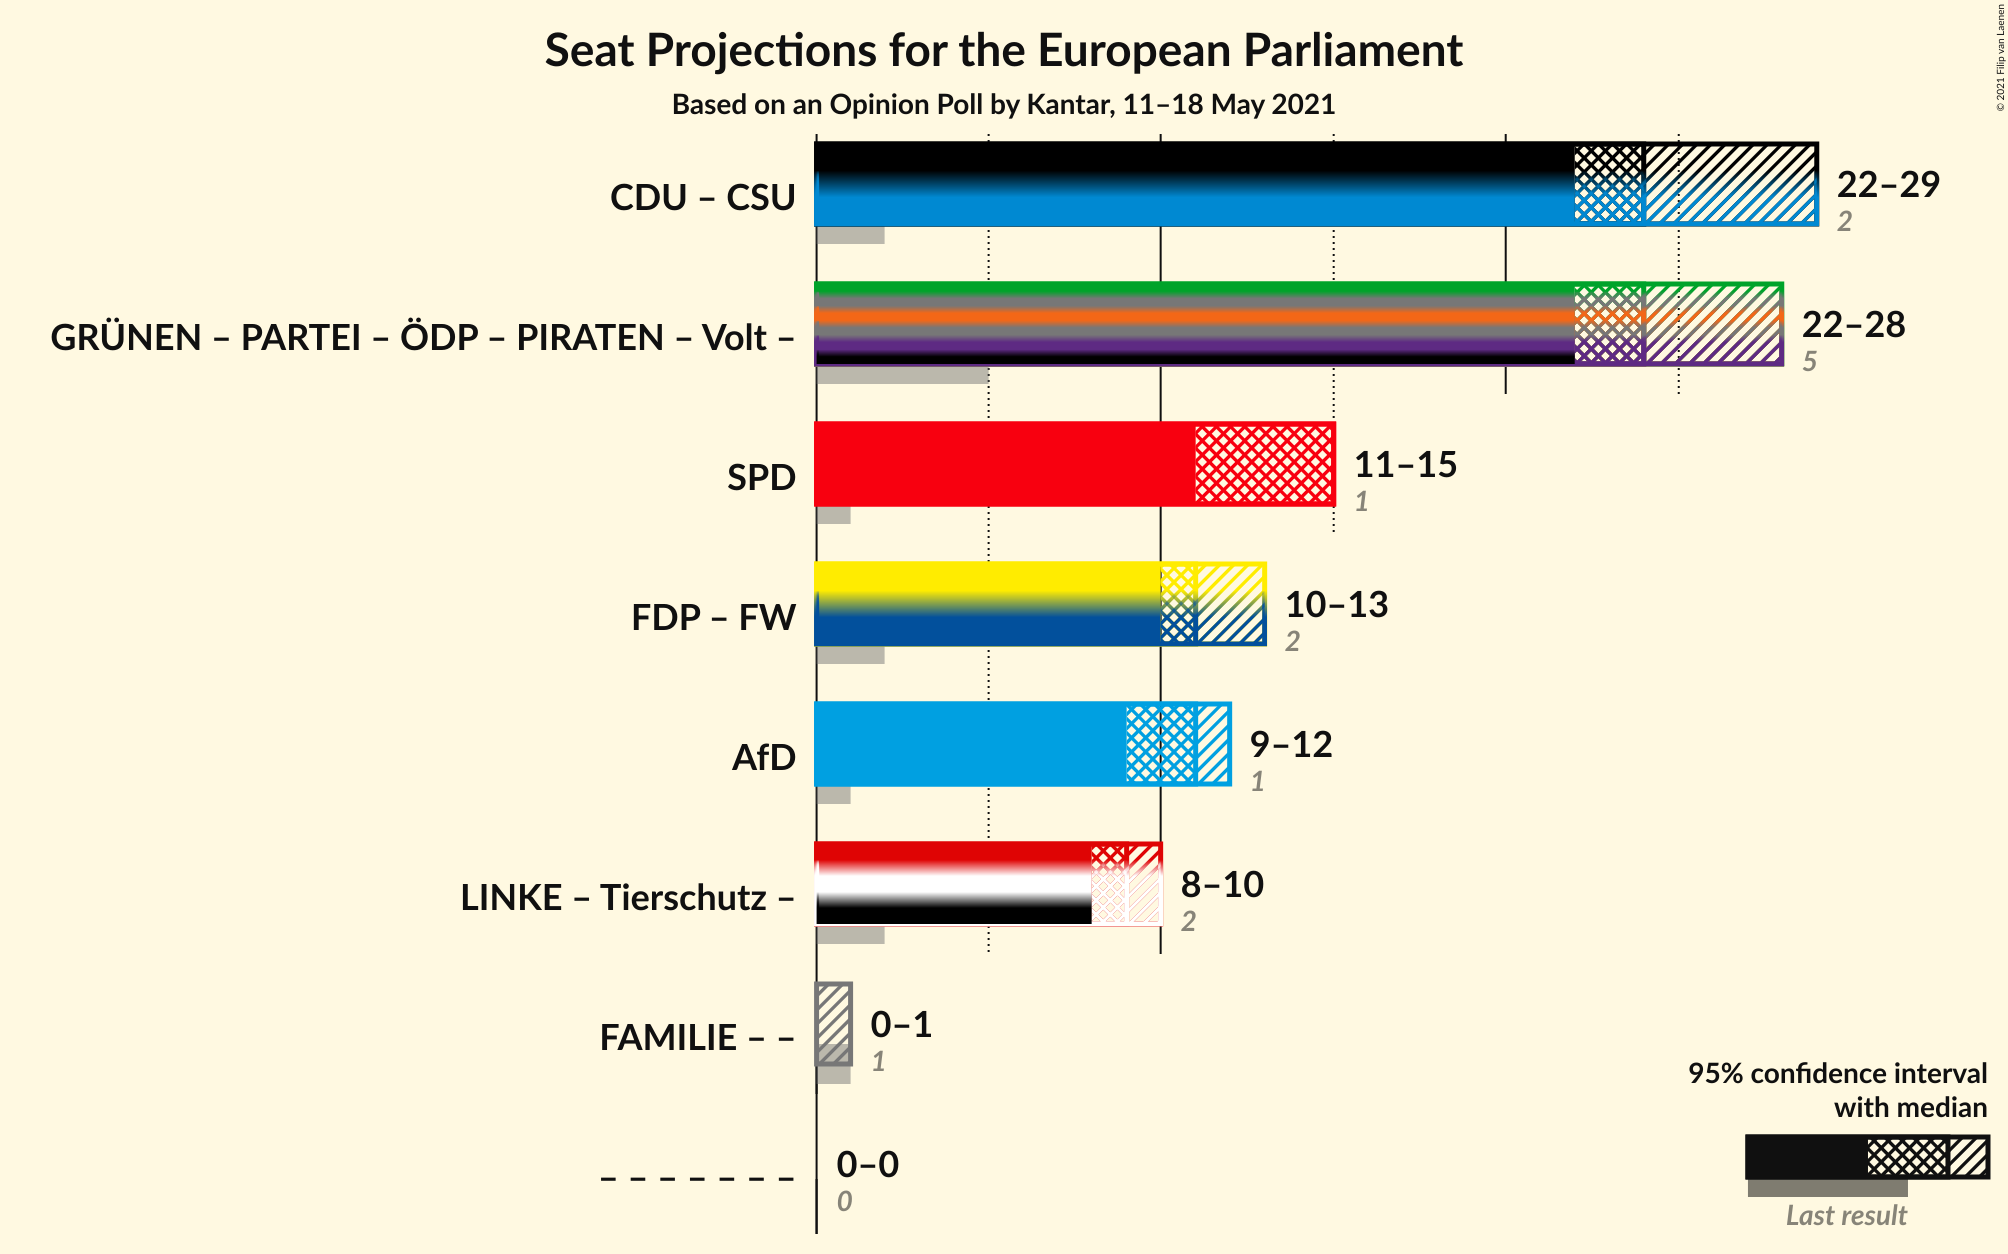 Seat Projections for the European Parliament
Based on an Opinion Poll by Kantar, 11–18 May 2021
© 2021 Filip van Laenen
CDU – CSU
22–29
2
GRÜNEN – PARTEI – ÖDP – PIRATEN – Volt –
22–28
5
SPD
11–15
1
FDP – FW
10–13
2
AfD
9–12
1
LINKE – Tierschutz –
8–10
2
FAMILIE – –
0–1
1
– – – – – – –
0–0
0
95% confidence interval
with median
Last result